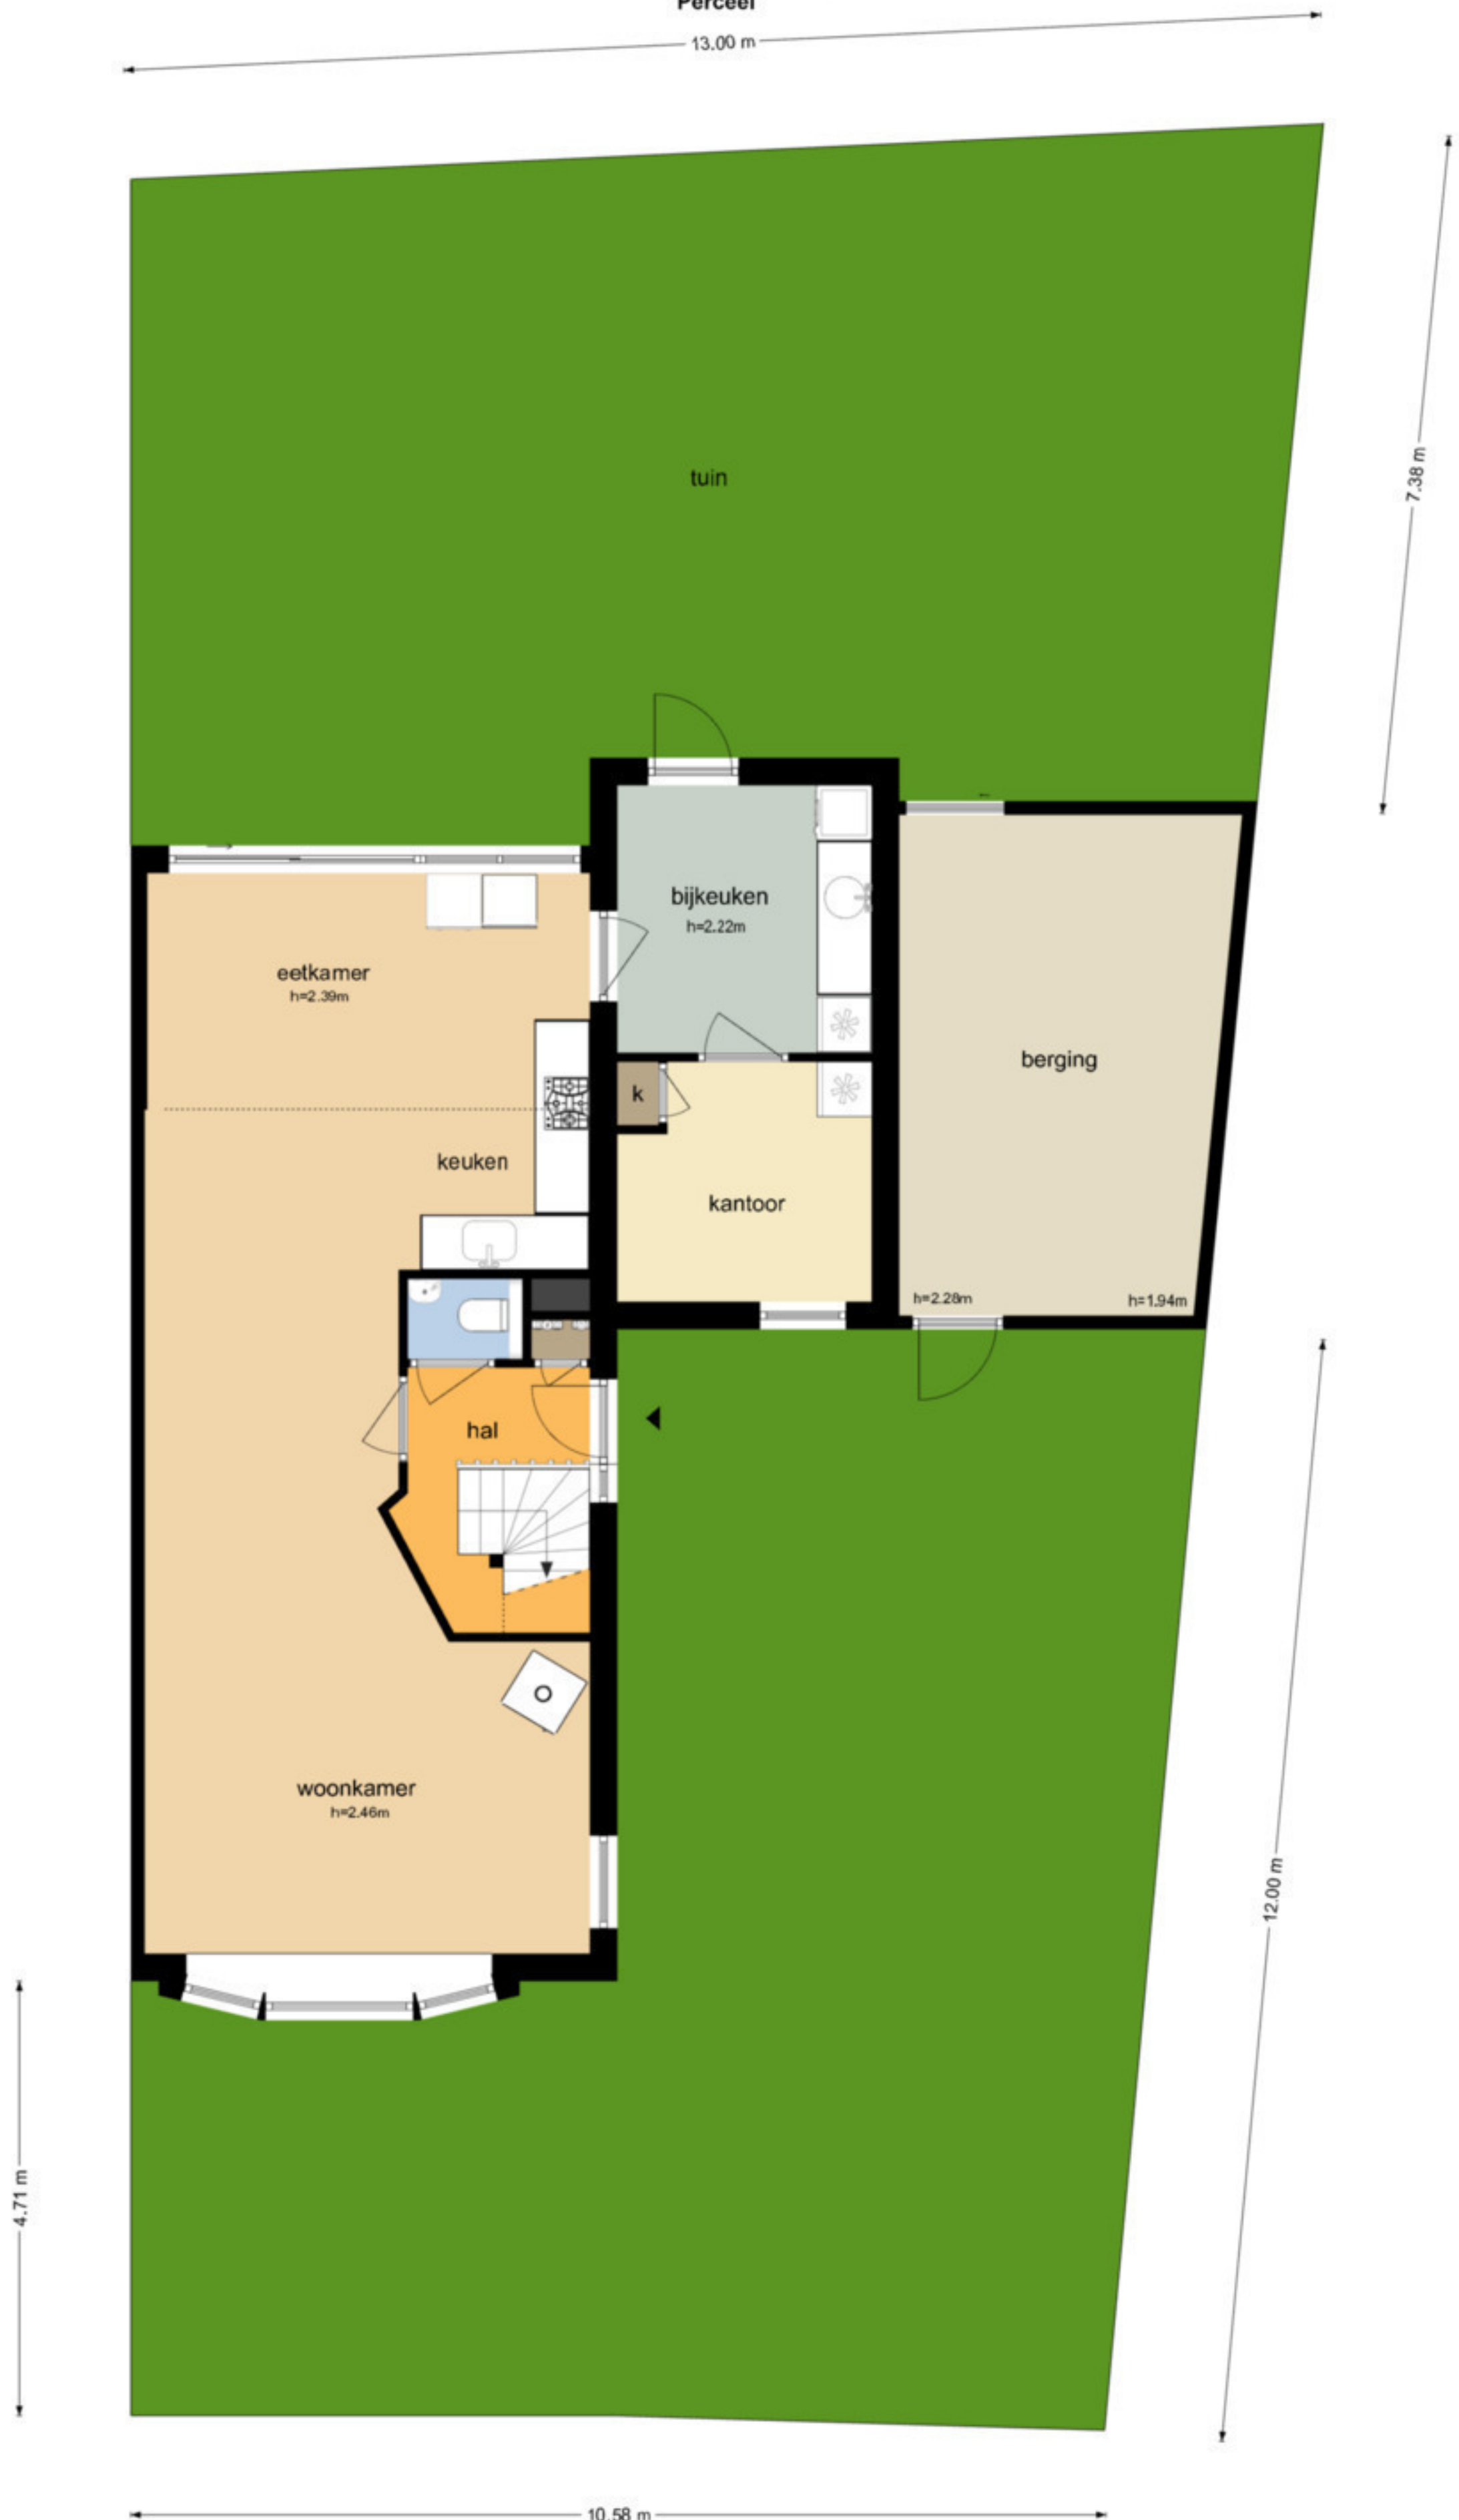 Perceel
13.00 m
7.38 m
tuin
bijkeuken
h=2.22m
eetkamer
h=2.39m
berging
k
keuken
kantoor
h=2.28m
h=1.94m
hal
woonkamer
h=2.46m
12.00 m
4.71 m
10.58 m